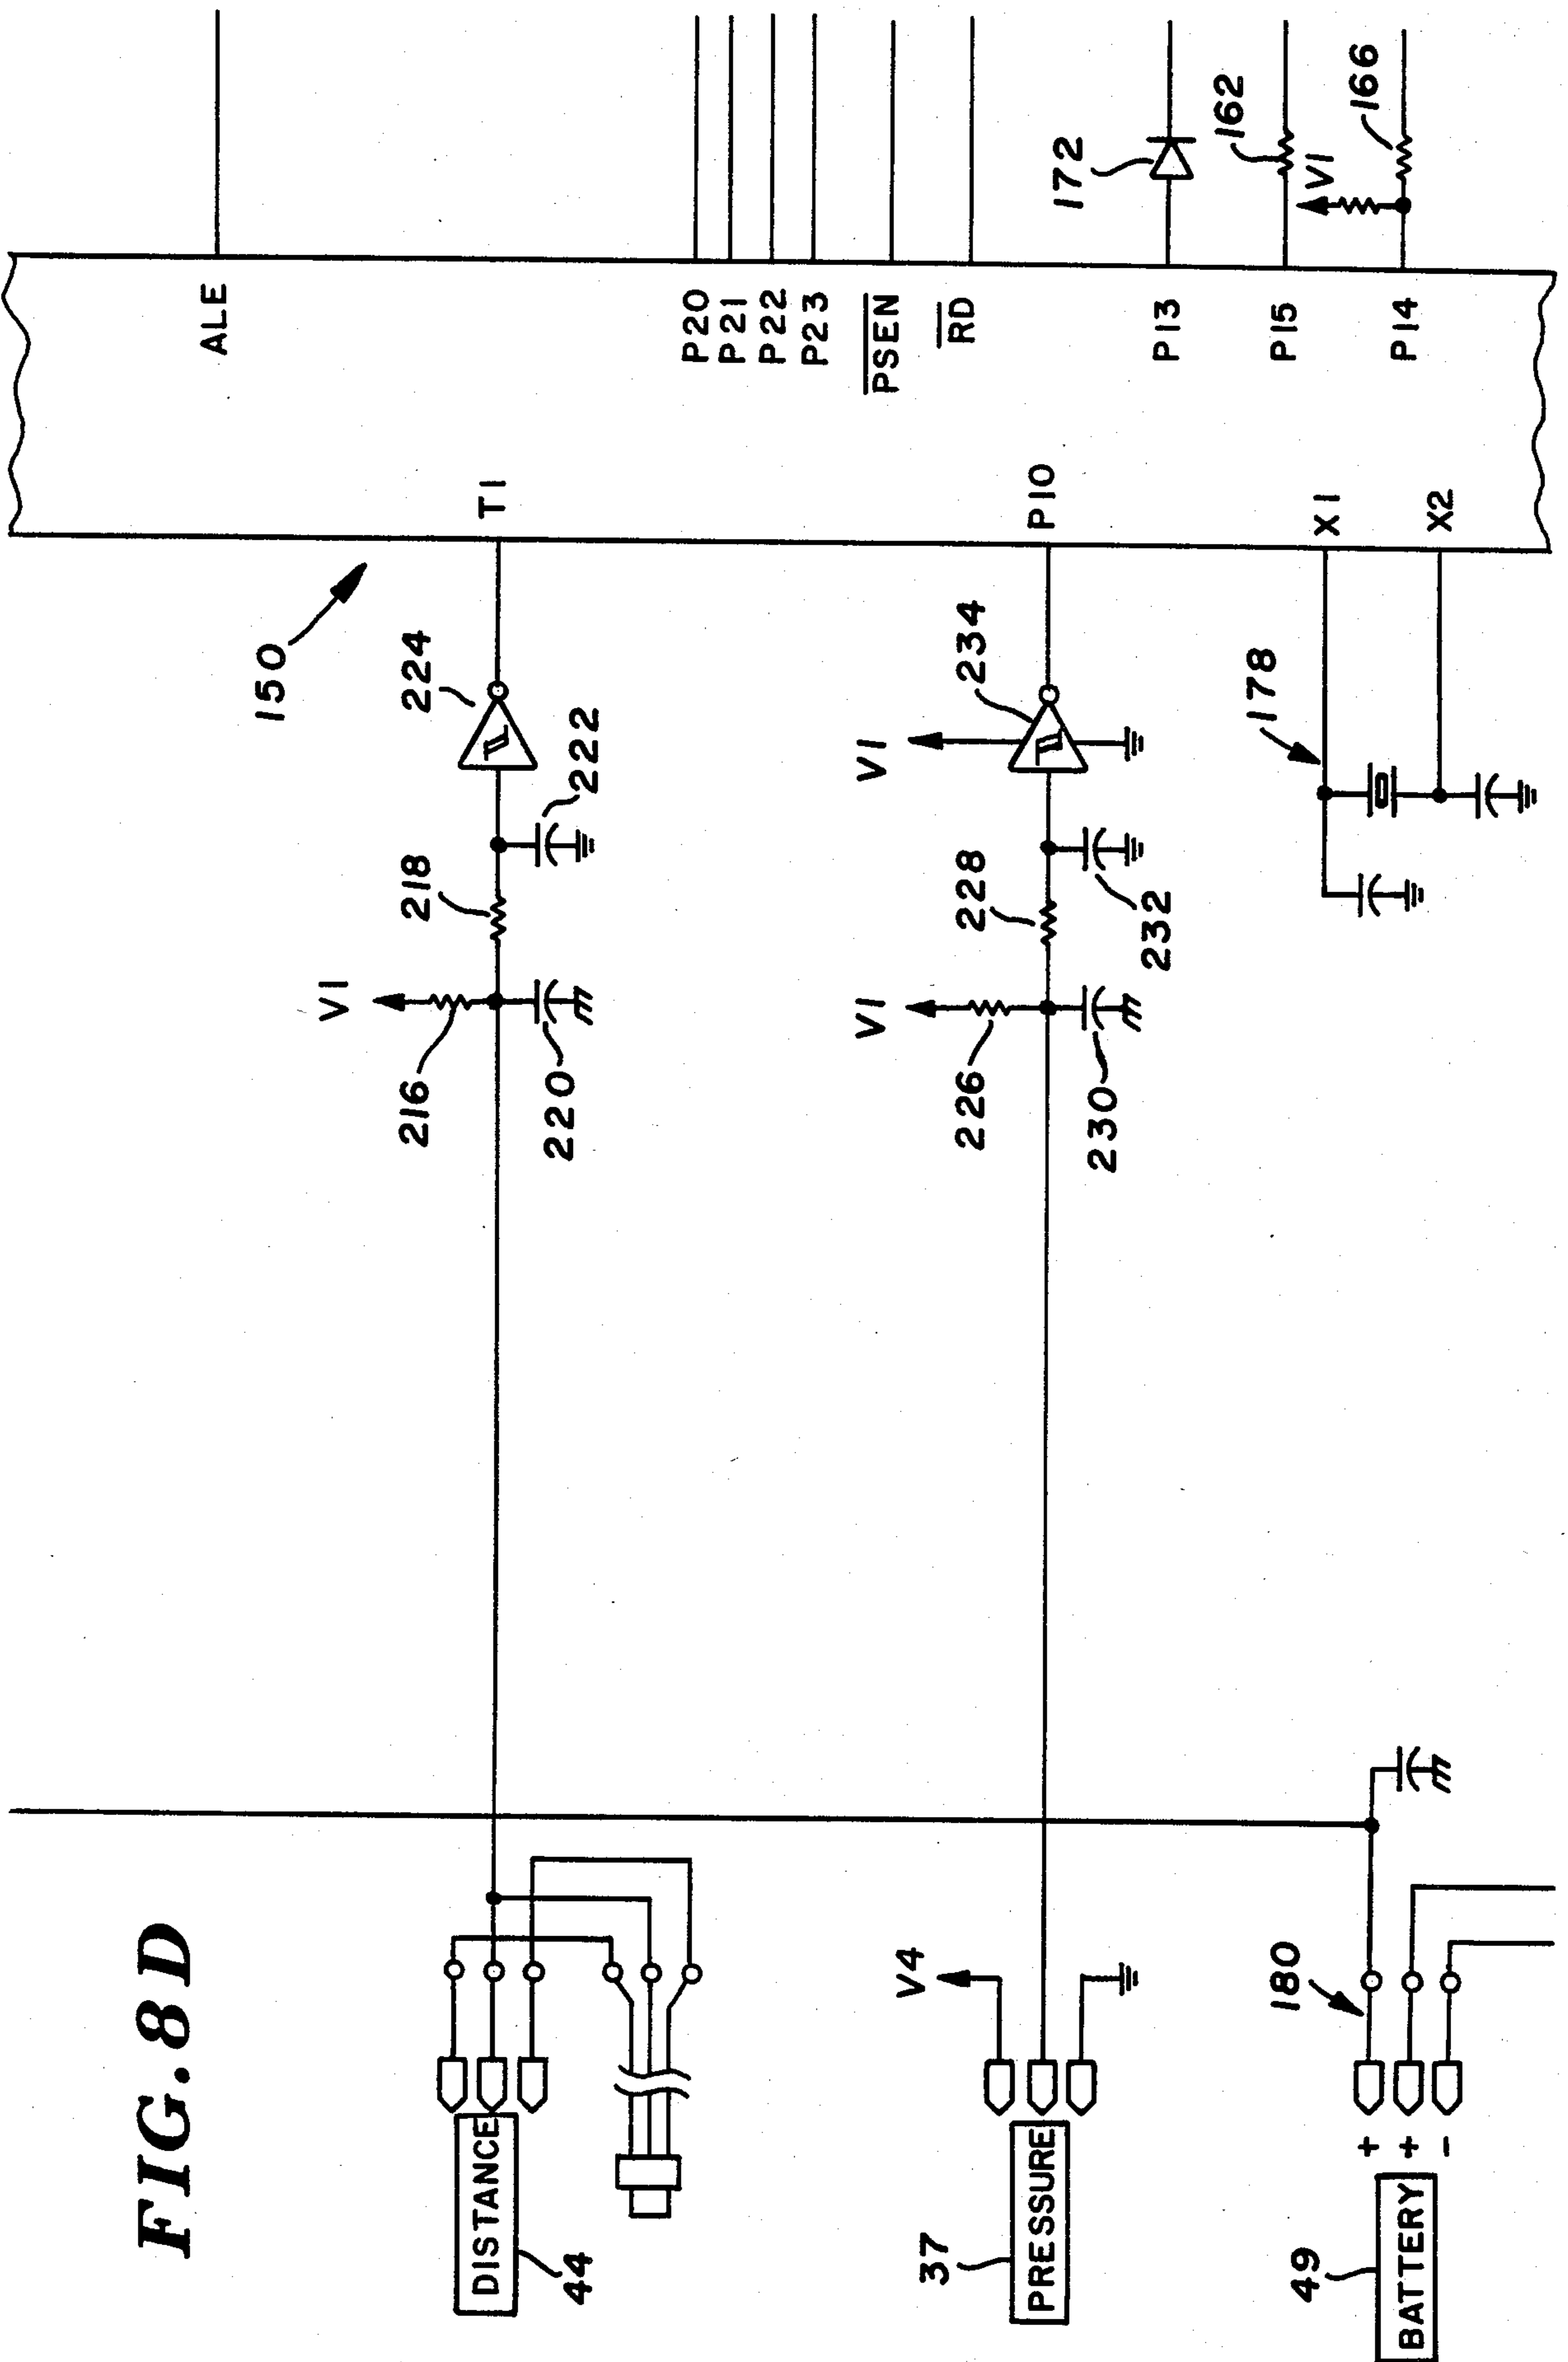 FIG. 8D
150
ALE
T1
V1
216
218
224
220
222
DISTANCE
44
P20
P21
P22
P23
PSEN
RD
V4
37
PRESSURE
V1
226
228
V1
234
230
232
P10
P13
172
P15
162
V1
P14
166
180
49
BATTERY
+
+
-
178
X1
X2